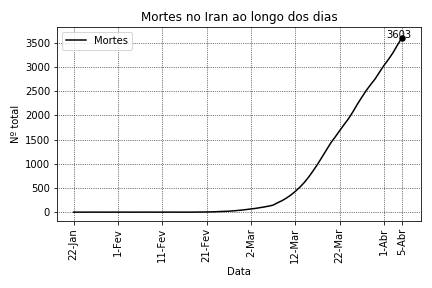 Mortes no Iran ao longo dos dias
Mortes
3603
Nº total
3500
3000
2500
2000
1500
1000
500
0
22-Jan
1-Fev
11-Fev
21-Fev
2-Mar
12-Mar
22-Mar
1-Abr
5-Abr
Data